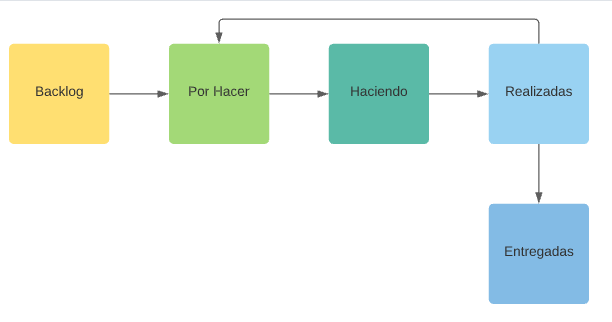 Backlog
Por Hacer
Haciendo
Realizadas
Entregadas